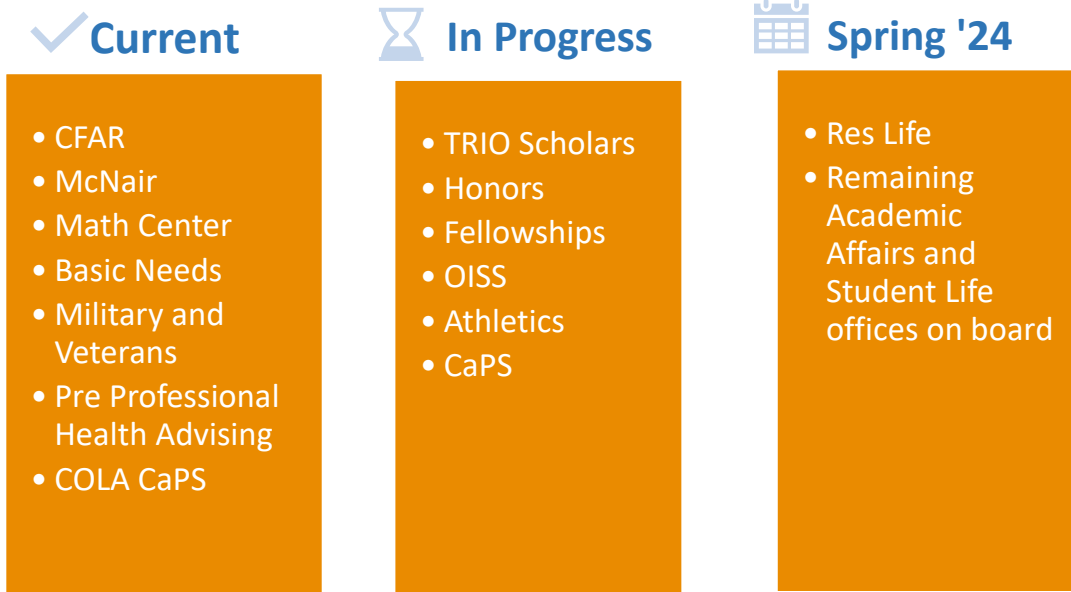 Current
• CFAR
• McNair
• Math Center
• Basic Needs
• Military and
Veterans
• Pre Professional
Health Advising
• COLA CaPS
In Progress
• TRIO Scholars
• Honors
• Fellowships
• OISS
• Athletics
• CaPS
Spring '24
• Res Life
• Remaining
Academic
Affairs and
Student Life
offices on board